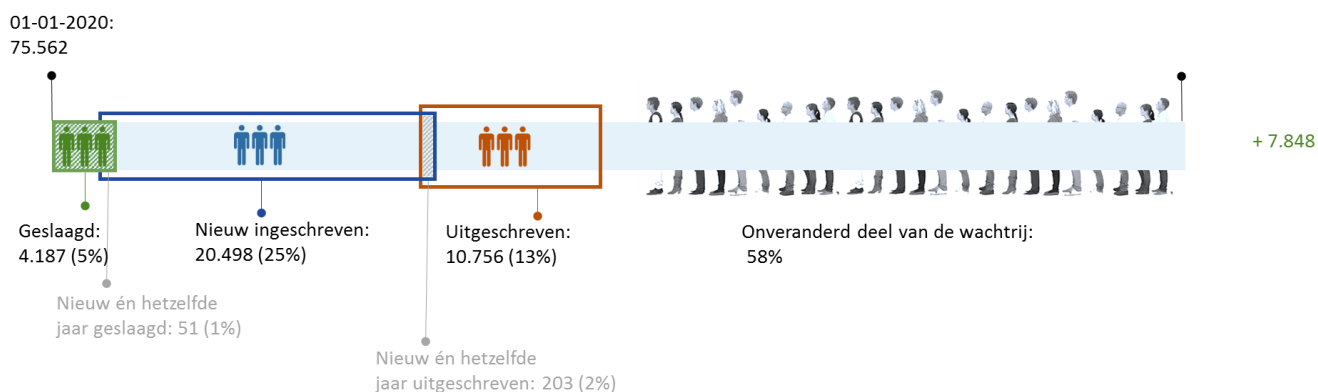 01-01-2020:
75.562
+ 7.848
Geslaagd:
4.187 (5%)
Nieuw ingeschreven:
20.498 (25%)
Uitgeschreven:
10.756 (13%)
Onveranderd deel van de wachtrij:
58%
Nieuw én hetzelfde
jaar geslaagd: 51 (1%)
Nieuw én hetzelfde
jaar uitgeschreven: 203 (2%)